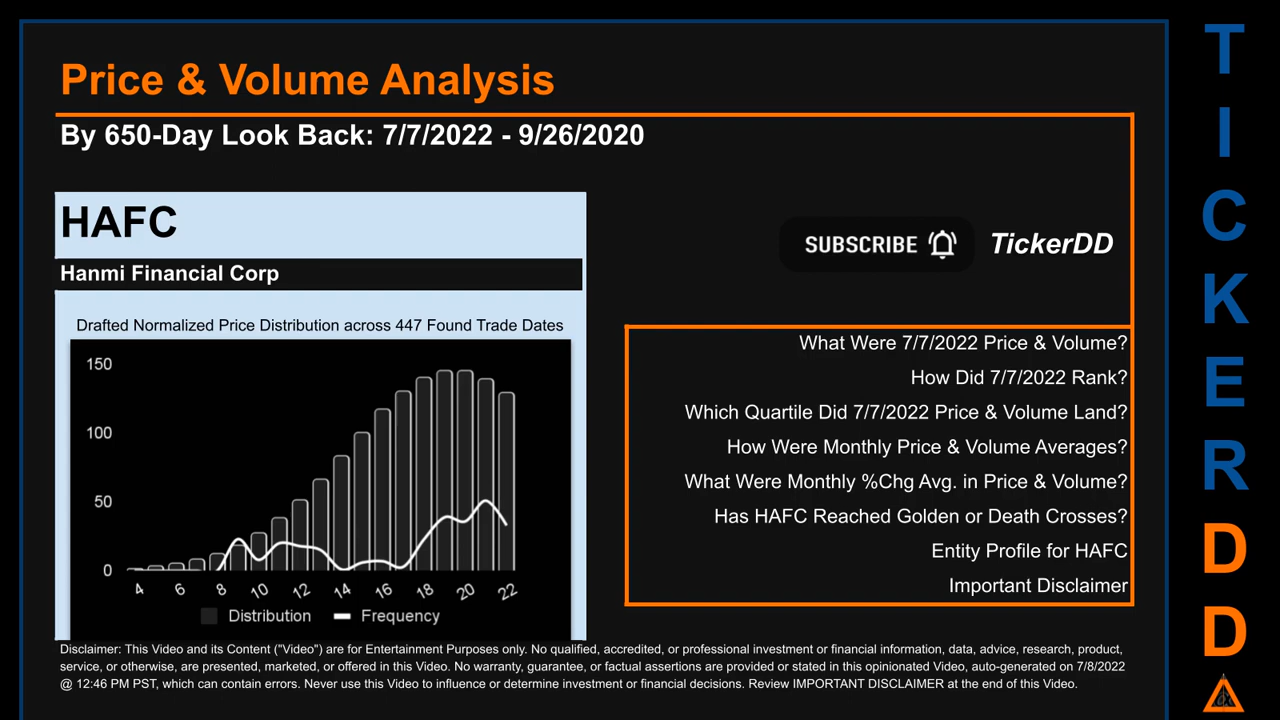 Price & Volume Analysis
By 650-Day Look Back: 7/7/2022 - 9/26/2020
HAFC
Hanmi Financial Corp
Drafted Normalized Price Distribution across 447 Found Trade Dates
150
100
50
0
4 6 8 10 12 14 16 18 20 22
Distribution Frequency
SUBSCRIBE TickerDD
What Were 7/7/2022 Price & Volume?
How Did 7/7/2022 Rank?
Which Quartile Did 7/7/2022 Price & Volume Land?
How Were Monthly Price & Volume Averages?
What Were Monthly %Chg Avg. in Price & Volume?
Has HAFC Reached Golden or Death Crosses?
Entity Profile for HAFC
Important Disclaimer
Disclaimer: This Video and its Content ("Video") are for Entertainment Purposes only. No qualified, accredited, or professional investment or financial information, data, advice, research, product,
service, or otherwise, are presented, marketed, or offered in this Video. No warranty, guarantee, or factual assertions are provided or stated in this opinionated Video, auto-generated on 7/8/2022
@ 12:46 PM PST, which can contain errors. Never use this Video to influence or determine investment or financial decisions. Review IMPORTANT DISCLAIMER at the end of this Video.
T
I
C
K
E
R
D
D